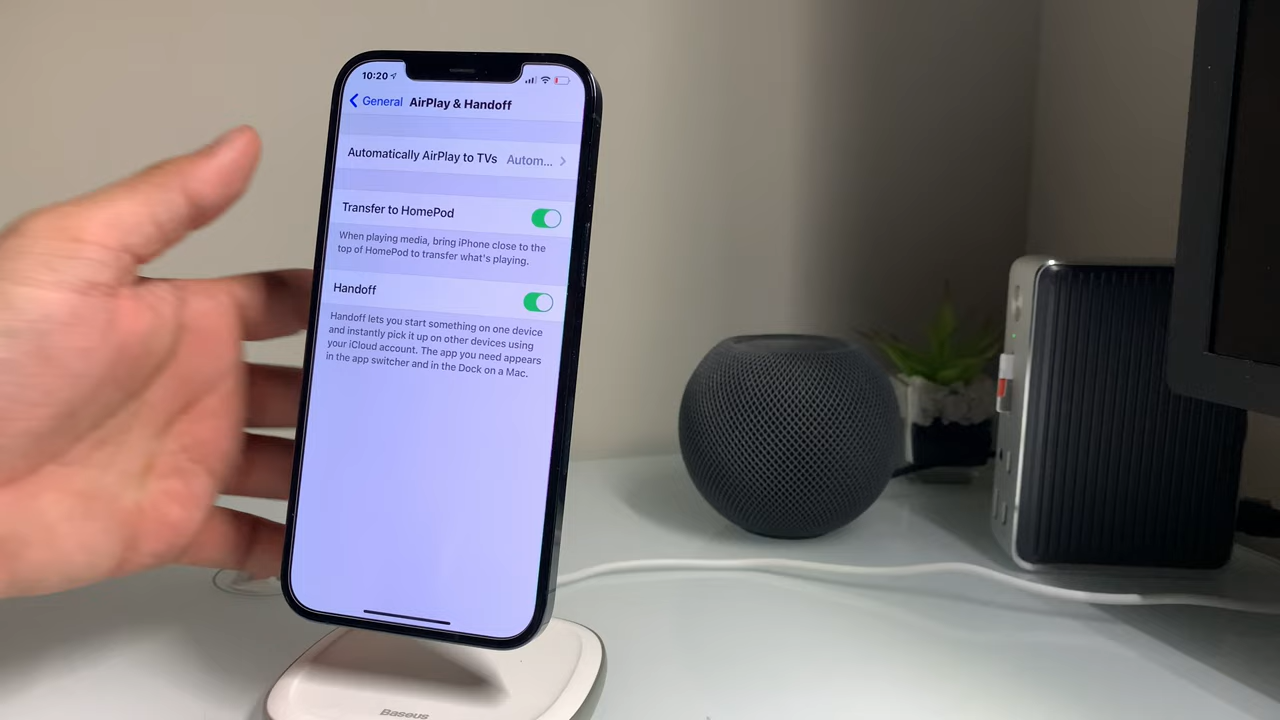 10:20
General AirPlay & Handoff
Automatically AirPlay to TVs Autom...
Transfer to HomePod
When playing media, bring iPhone close to the
top of HomePod to transfer what's playing.
Handoff
Handoff lets you start something on one device
and instantly pick it up on other devices using
your iCloud account. The app you need appears
in the app switcher and in the Dock on a Mac.
Baseus